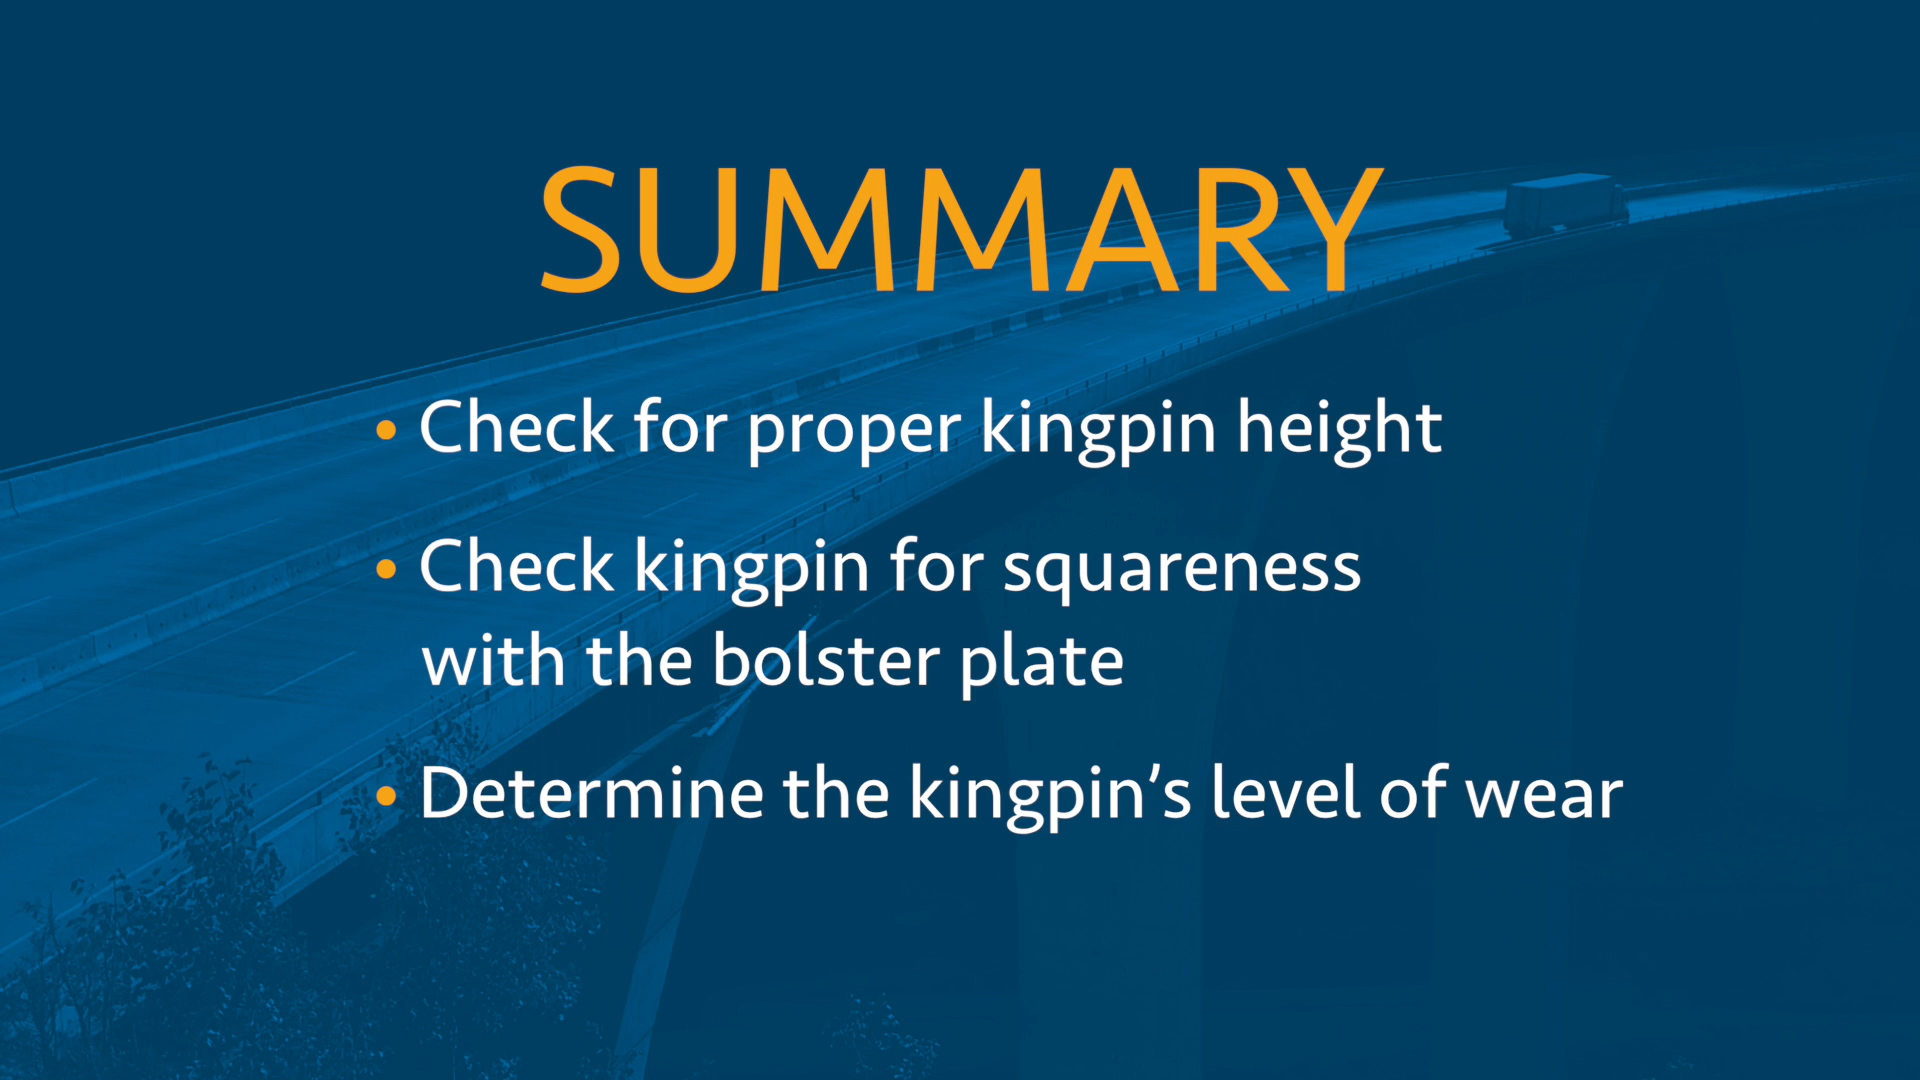 SUMMARY
• Check for proper kingpin height
• Check kingpin for squareness
with the bolster plate
• Determine the kingpin’s level of wear